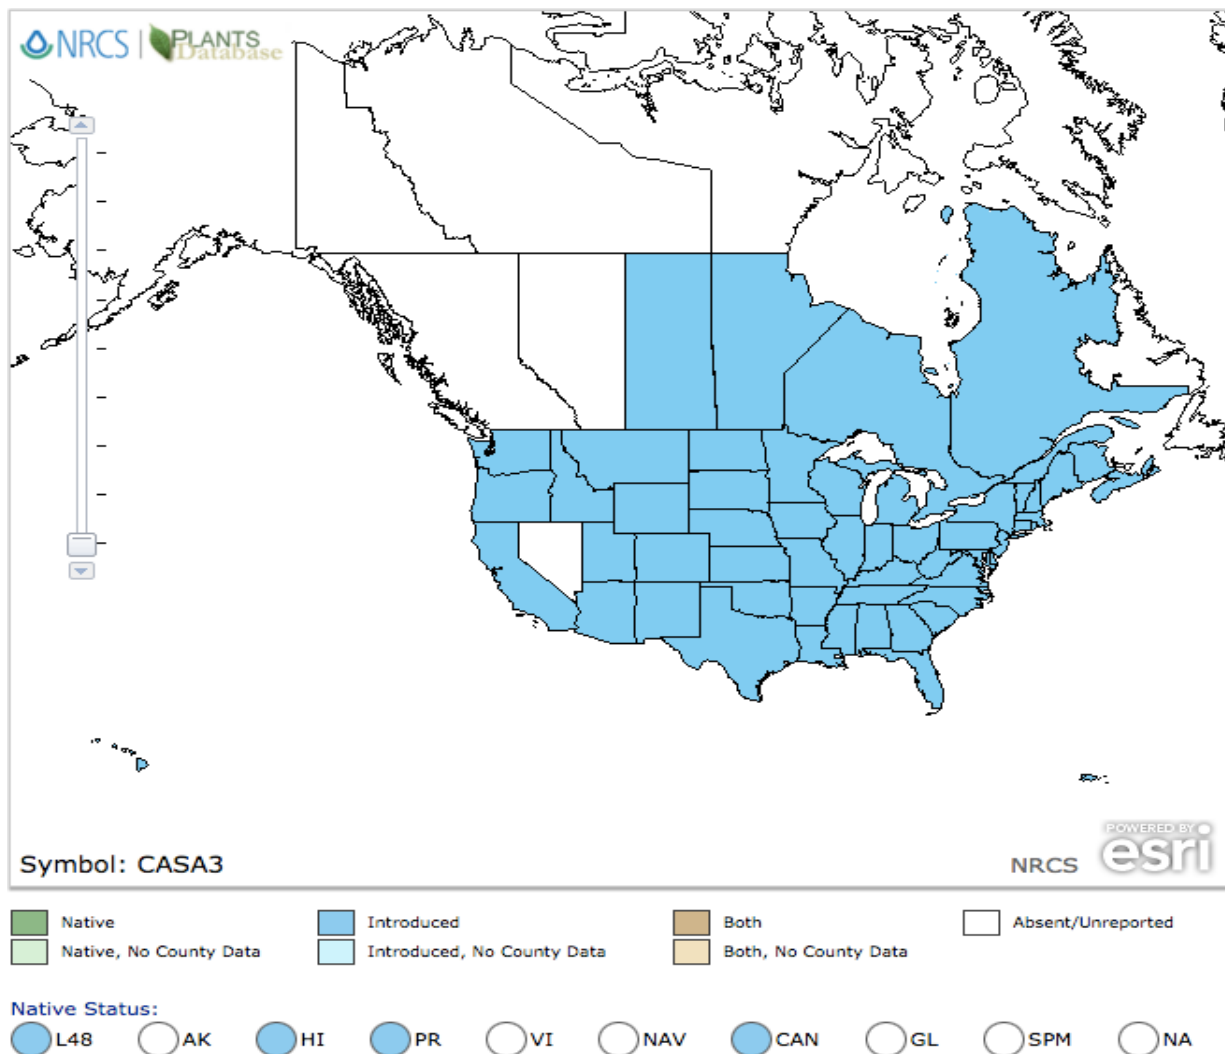 NRCS | PLANTS
Database
POWERED BY
esri
Symbol: CASA3
NRCS
Native
Introduced
Both
Absent/Unreported
Native, No County Data
Introduced, No County Data
Both, No County Data
Native Status:
L48 AK HI PR VI NAV CAN GL SPM NA